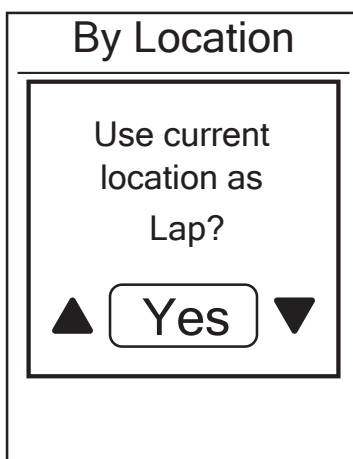 By Location
Use current
location as
Lap?
Yes